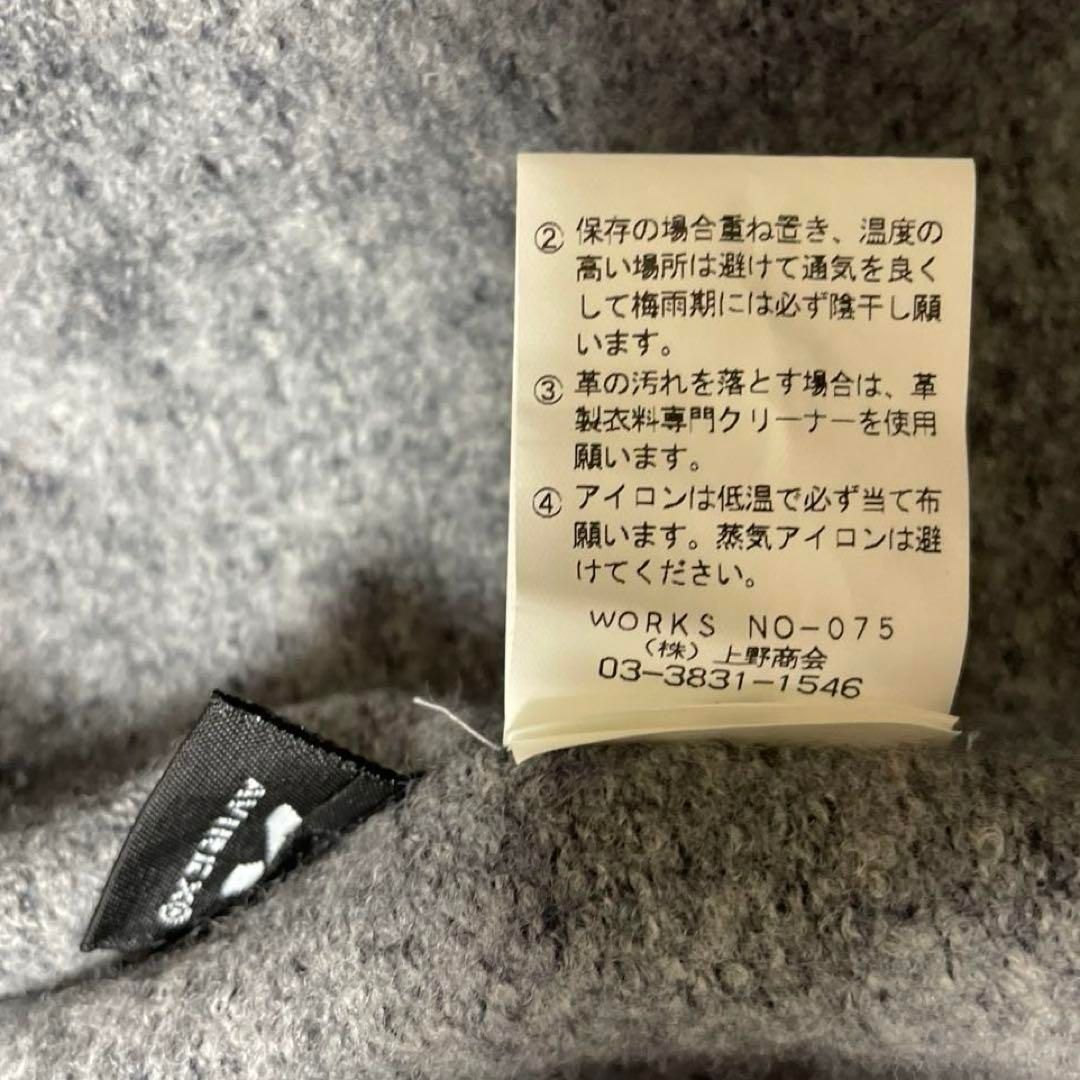 ② 保存の場合重ね置き、温度の
高い場所は避けて通気を良く
して梅雨期には必ず陰干し願
います。
③ 革の汚れを落とす場合は、革
製衣料専門クリーナーを使用
願います。
④ アイロンは低温で必ず当て布
願います。蒸気アイロンは避
けてください。
WORKS NO-075
(株)上野商会
03-3831-1546
AVIREX®